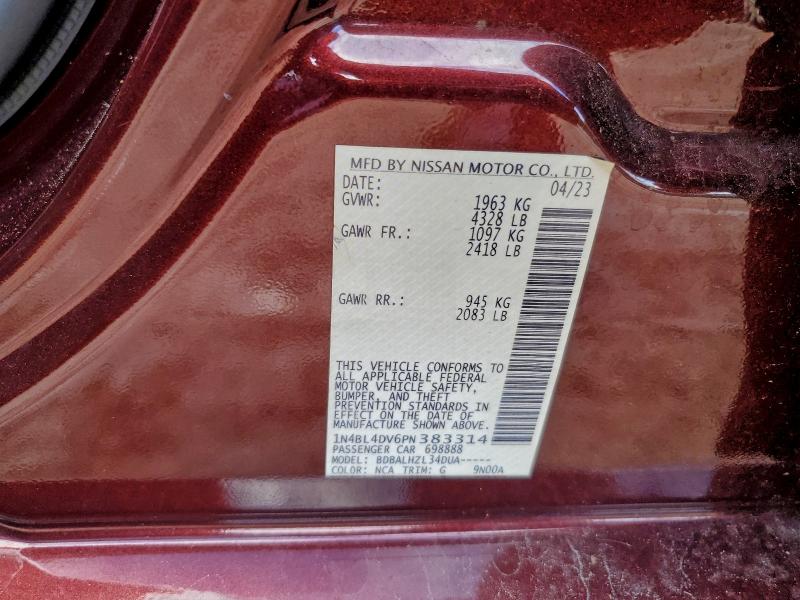 MFD BY NISSAN MOTOR CO., LTD.
DATE: 04/23
GVWR: 1963 KG
4328 LB
GAWR FR.: 1097 KG
2418 LB
GAWR RR.: 945 KG
2083 LB
THIS VEHICLE CONFORMS TO
ALL APPLICABLE FEDERAL
MOTOR VEHICLE SAFETY,
BUMPER, AND THEFT
PREVENTION STANDARDS IN
EFFECT ON THE DATE OF
MANUFACTURE SHOWN ABOVE.
1N4BL4DV6PN383314
PASSENGER CAR 698888
MODEL: BDBALHZL34DUA-----
COLOR: NCA TRIM: G 9N00A